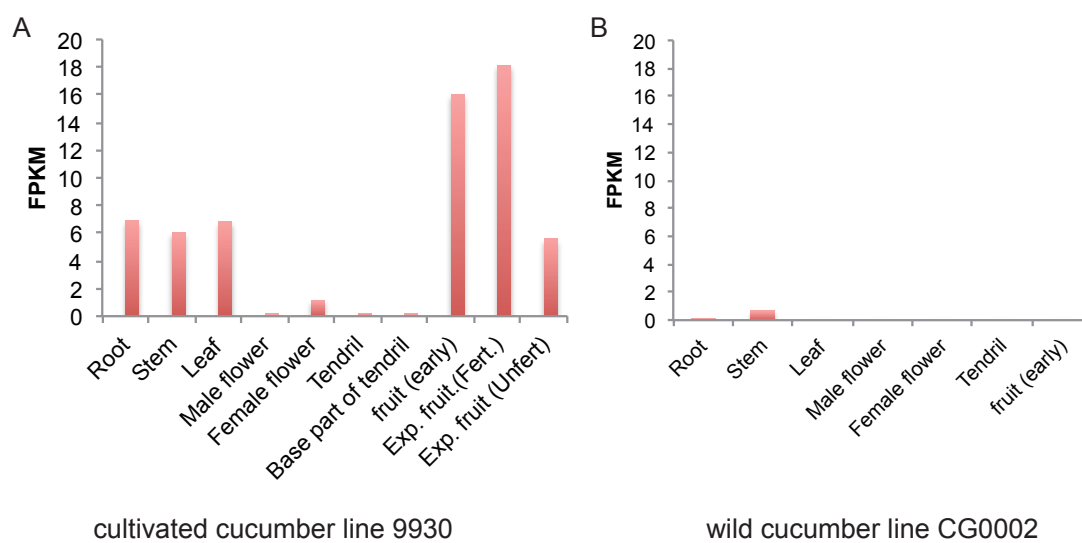 A
FPKM
20
18
16
14
12
10
8
6
4
2
0
Root
Stem
Leaf
Male flower
Female flower
Tendril
Base part of tendril
fruit (early)
Exp. fruit.(Fert.)
Exp. fruit (Unfert)
cultivated cucumber line 9930
B
FPKM
20
18
16
14
12
10
8
6
4
2
0
Root
Stem
Leaf
Male flower
Female flower
Tendril
fruit (early)
wild cucumber line CG0002